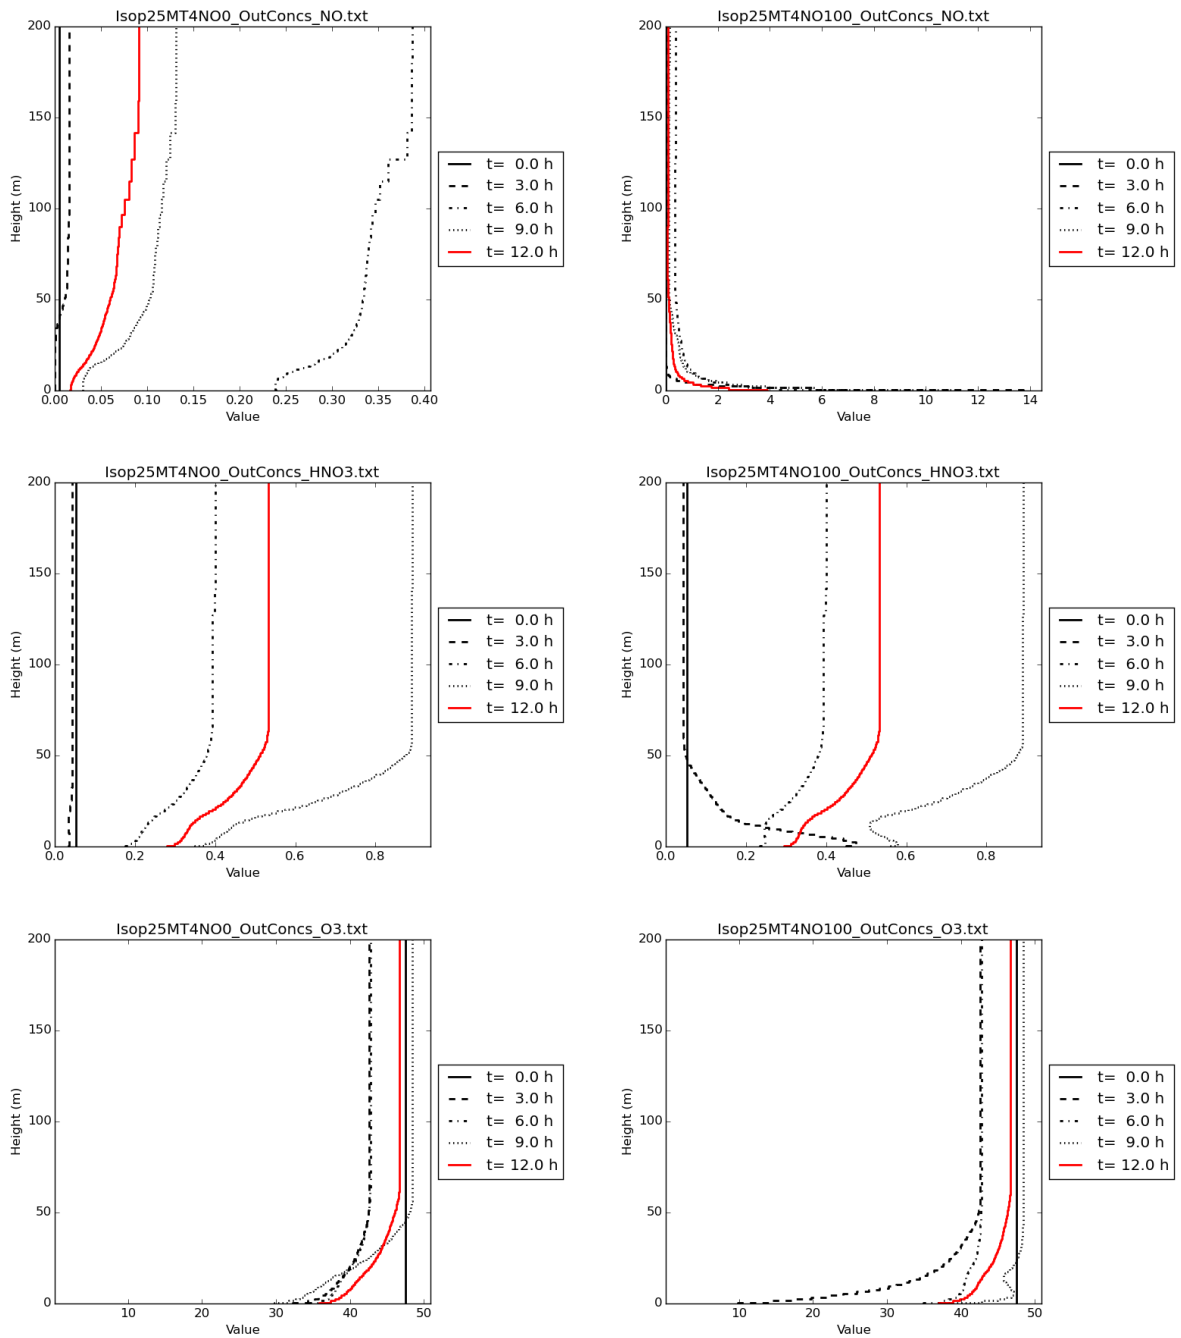 Isop25MT4NO0_OutConcs_NO.txt
200
150
100
50
0
Height (m)
0.00 0.05 0.10 0.15 0.20 0.25 0.30 0.35 0.40
Value
t= 0.0 h
t= 3.0 h
t= 6.0 h
t= 9.0 h
t= 12.0 h
Isop25MT4NO100_OutConcs_NO.txt
200
150
100
50
0
Height (m)
0 2 4 6 8 10 12 14
Value
t= 0.0 h
t= 3.0 h
t= 6.0 h
t= 9.0 h
t= 12.0 h
Isop25MT4NO0_OutConcs_HNO3.txt
200
150
100
50
0
Height (m)
0.0 0.2 0.4 0.6 0.8
Value
t= 0.0 h
t= 3.0 h
t= 6.0 h
t= 9.0 h
t= 12.0 h
Isop25MT4NO100_OutConcs_HNO3.txt
200
150
100
50
0
Height (m)
0.0 0.2 0.4 0.6 0.8
Value
t= 0.0 h
t= 3.0 h
t= 6.0 h
t= 9.0 h
t= 12.0 h
Isop25MT4NO0_OutConcs_O3.txt
200
150
100
50
0
Height (m)
10 20 30 40 50
Value
t= 0.0 h
t= 3.0 h
t= 6.0 h
t= 9.0 h
t= 12.0 h
Isop25MT4NO100_OutConcs_O3.txt
200
150
100
50
0
Height (m)
10 20 30 40 50
Value
t= 0.0 h
t= 3.0 h
t= 6.0 h
t= 9.0 h
t= 12.0 h